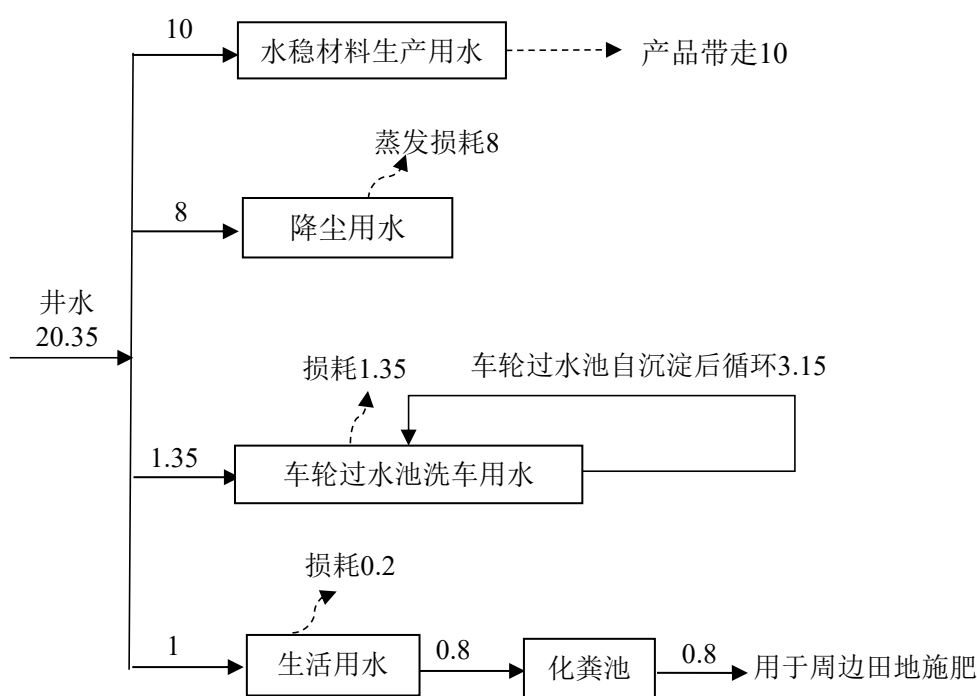 10
水稳材料生产用水
产品带走10
蒸发损耗8
8
降尘用水
井水
20.35
损耗1.35
车轮过水池自沉淀后循环3.15
1.35
车轮过水池洗车用水
损耗0.2
1
生活用水
0.8
化粪池
0.8
用于周边田地施肥